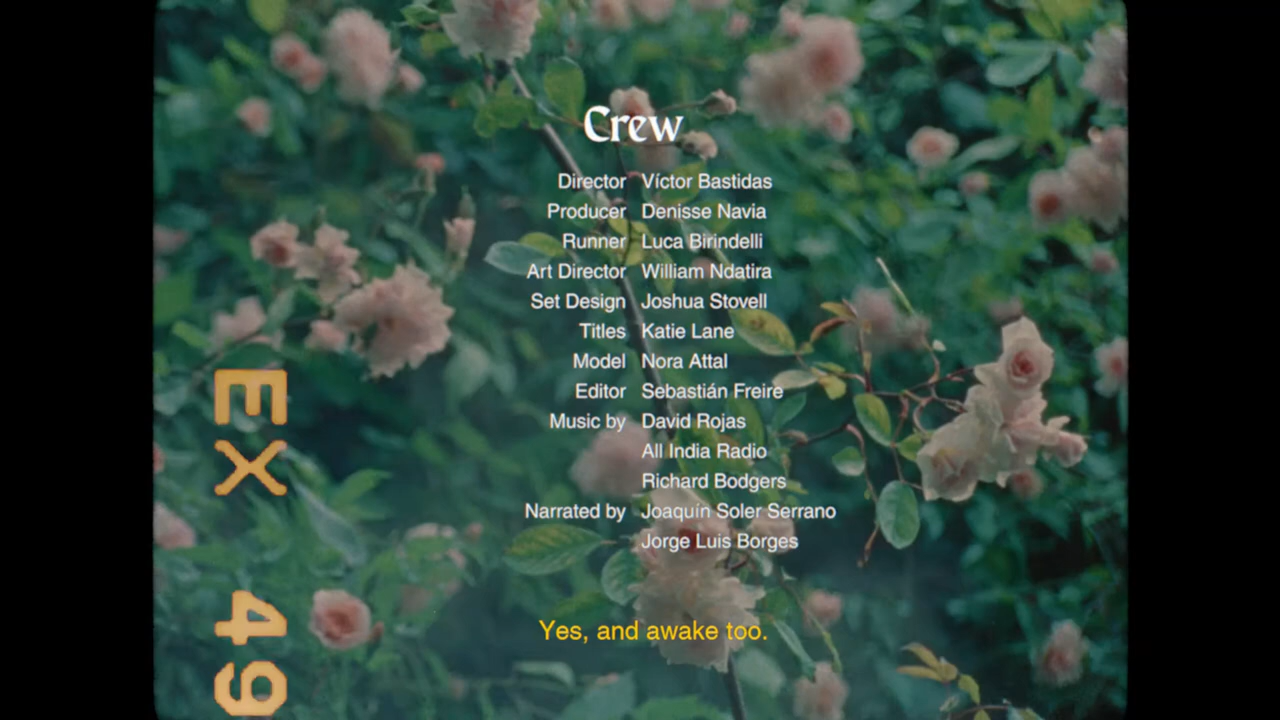 Crew
Director Víctor Bastidas
Producer Denisse Navia
Runner Luca Birindelli
Art Director William Ndatira
Set Design Joshua Stovell
Titles Katie Lane
Model Nora Attal
Editor Sebastián Freire
Music by David Rojas
All India Radio
Richard Bodgers
Narrated by Joaquín Soler Serrano
Jorge Luis Borges
Yes, and awake too.
EX 49